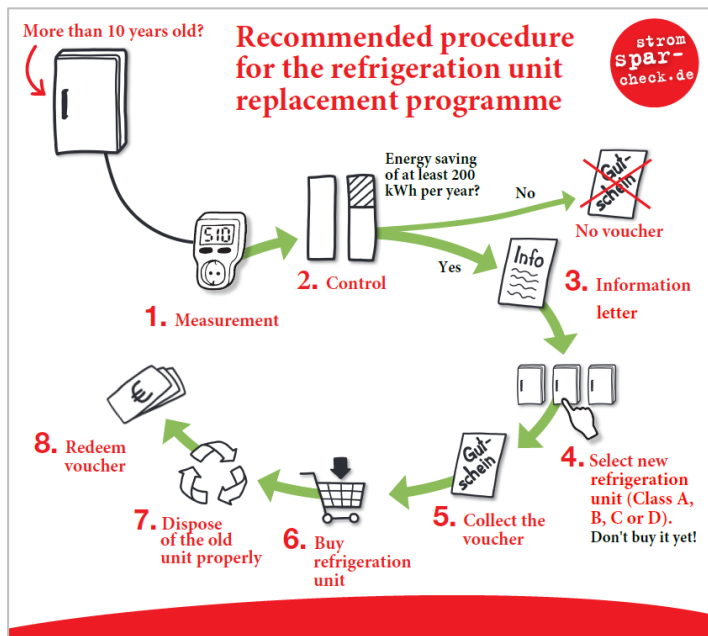 More than 10 years old?
Recommended procedure
for the refrigeration unit
replacement programme
strom
spar-
check.de
Energy saving
of at least 200
kWh per year?
No
Gut-
schein
No voucher
Yes
510
1. Measurement
2. Control
Info
3. Information
letter
4. Select new
refrigeration
unit (Class A,
B, C or D).
Don't buy it yet!
Gut-
schein
5. Collect the
voucher
6. Buy
refrigeration
unit
7. Dispose
of the old
unit properly
€
8. Redeem
voucher